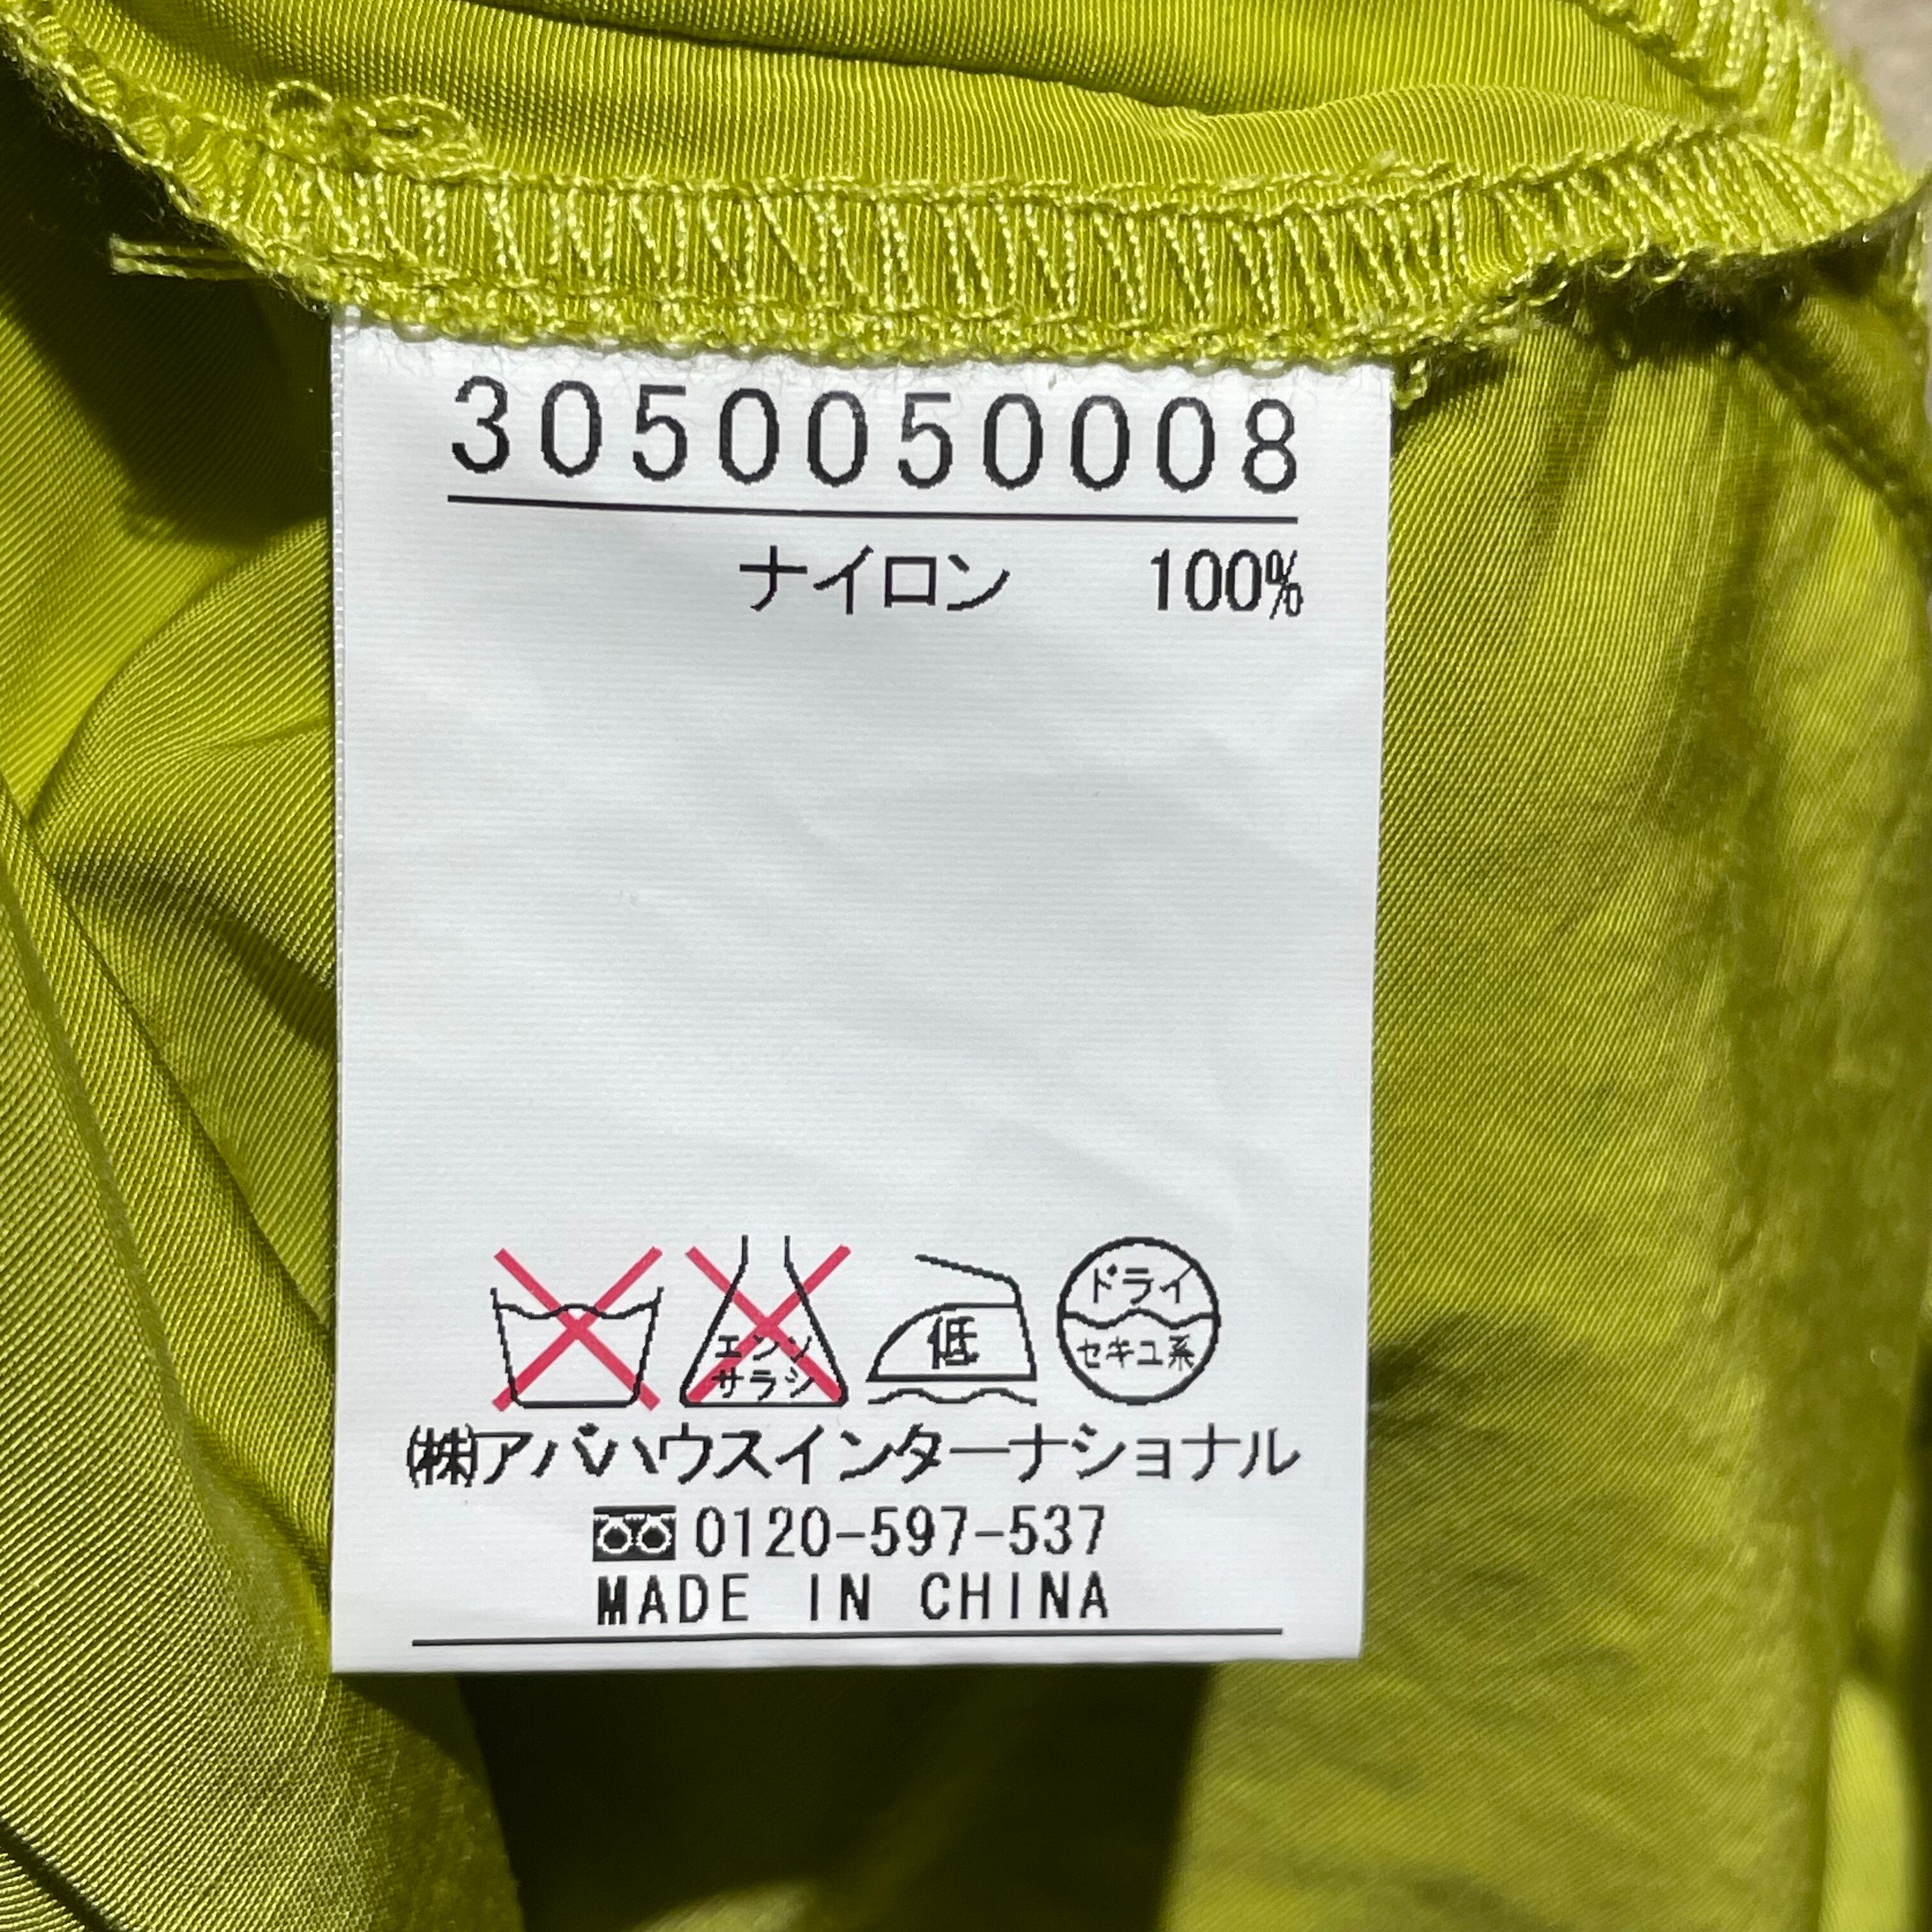 3050050008
ナイロン 100%
エンソ
サラシ
低
ドライ
セキユ系
(株)アバハウスインターナショナル
0120-597-537
MADE IN CHINA